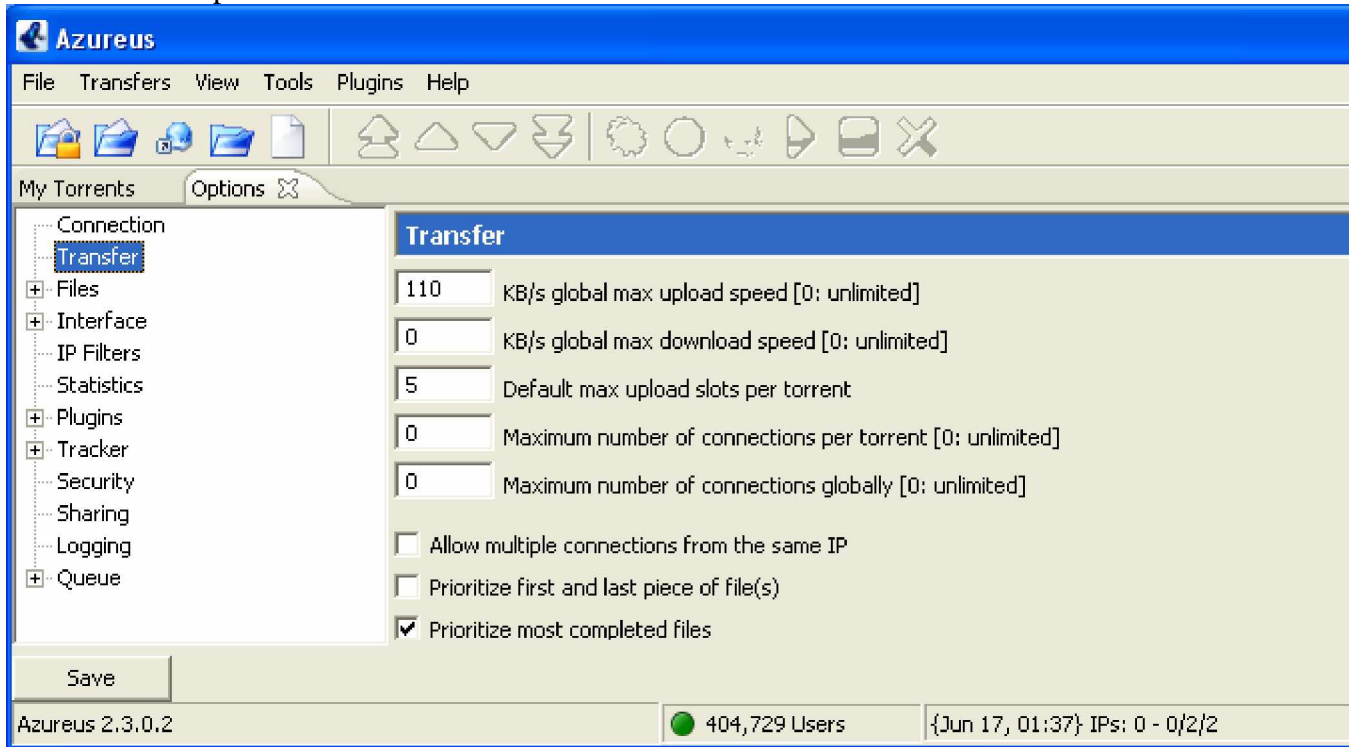 Azureus
File Transfers View Tools Plugins Help
My Torrents Options
Connection
Transfer
Files
Interface
IP Filters
Statistics
Plugins
Tracker
Security
Sharing
Logging
Queue
Transfer
110 KB/s global max upload speed [0: unlimited]
0 KB/s global max download speed [0: unlimited]
5 Default max upload slots per torrent
0 Maximum number of connections per torrent [0: unlimited]
0 Maximum number of connections globally [0: unlimited]
Allow multiple connections from the same IP
Prioritize first and last piece of file(s)
Prioritize most completed files
Save
Azureus 2.3.0.2 404,729 Users {Jun 17, 01:37} IPs: 0 - 0/2/2